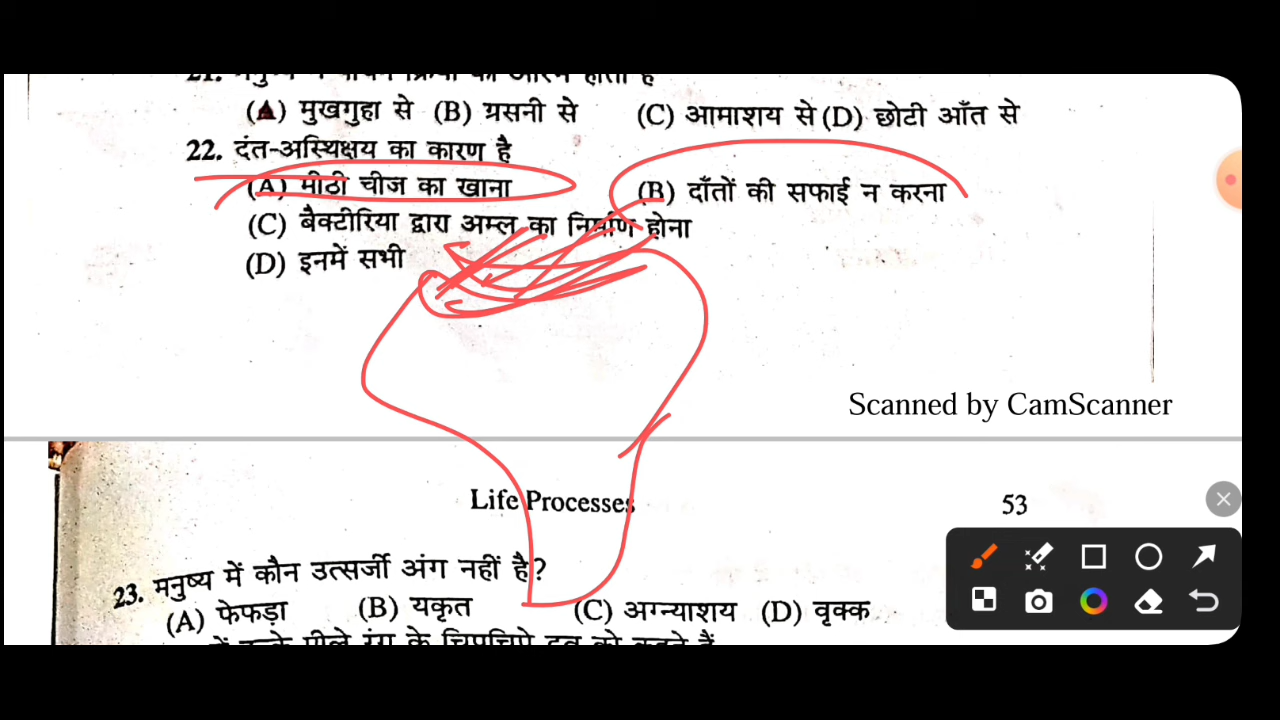 (A) मुखगुहा से (B) ग्रसनी से (C) आमाशय से (D) छोटी आँत से
22. दंत-अस्थिक्षय का कारण है
(A) मीठी चीज का खाना (B) दाँतों की सफाई न करना
(C) बैक्टीरिया द्वारा अम्ल का निर्माण होना
(D) इनमें सभी
Scanned by CamScanner
Life Processes 53
23. मनुष्य में कौन उत्सर्जी अंग नहीं है?
(A) फेफड़ा (B) यकृत (C) अग्न्याशय (D) वृक्क